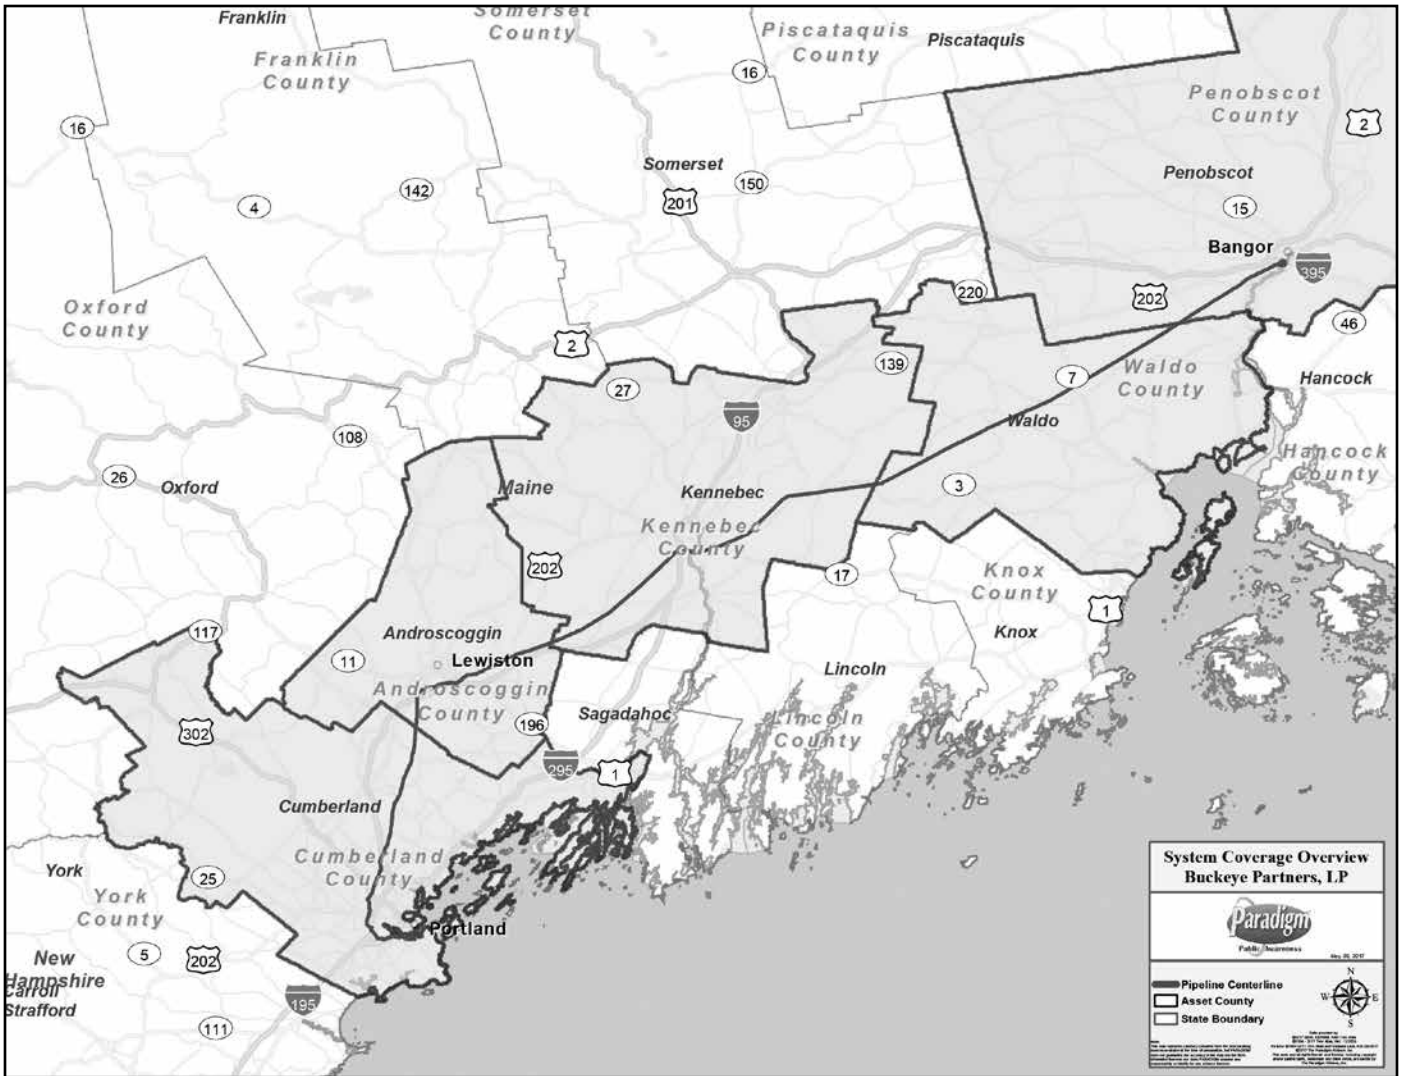 Franklin
Somerset
County
Piscataquis
County
Piscataquis
Franklin
County
16
Penobscot
County
2
16
Somerset
150
Penobscot
142
4
201
15
Bangor
395
220
202
46
Oxford
County
2
139
7
Waldo
County
Hancock
27
95
Waldo
108
Hancock
County
26
Oxford
Maine
Kennebec
3
Kennebec
County
202
17
Knox
County
1
Knox
117
Androscoggin
11
Lewiston
Lincoln
Androscoggin
County
196
Sagadahoc
Lincoln
County
302
295
1
Cumberland
Cumberland
County
York
25
York
County
Portland
5
202
New
Hampshire
Carroll
Strafford
195
111
System Coverage Overview
Buckeye Partners, LP
Paradigm
Public Awareness
Pipeline Centerline
Asset County
State Boundary
N
W
E
S